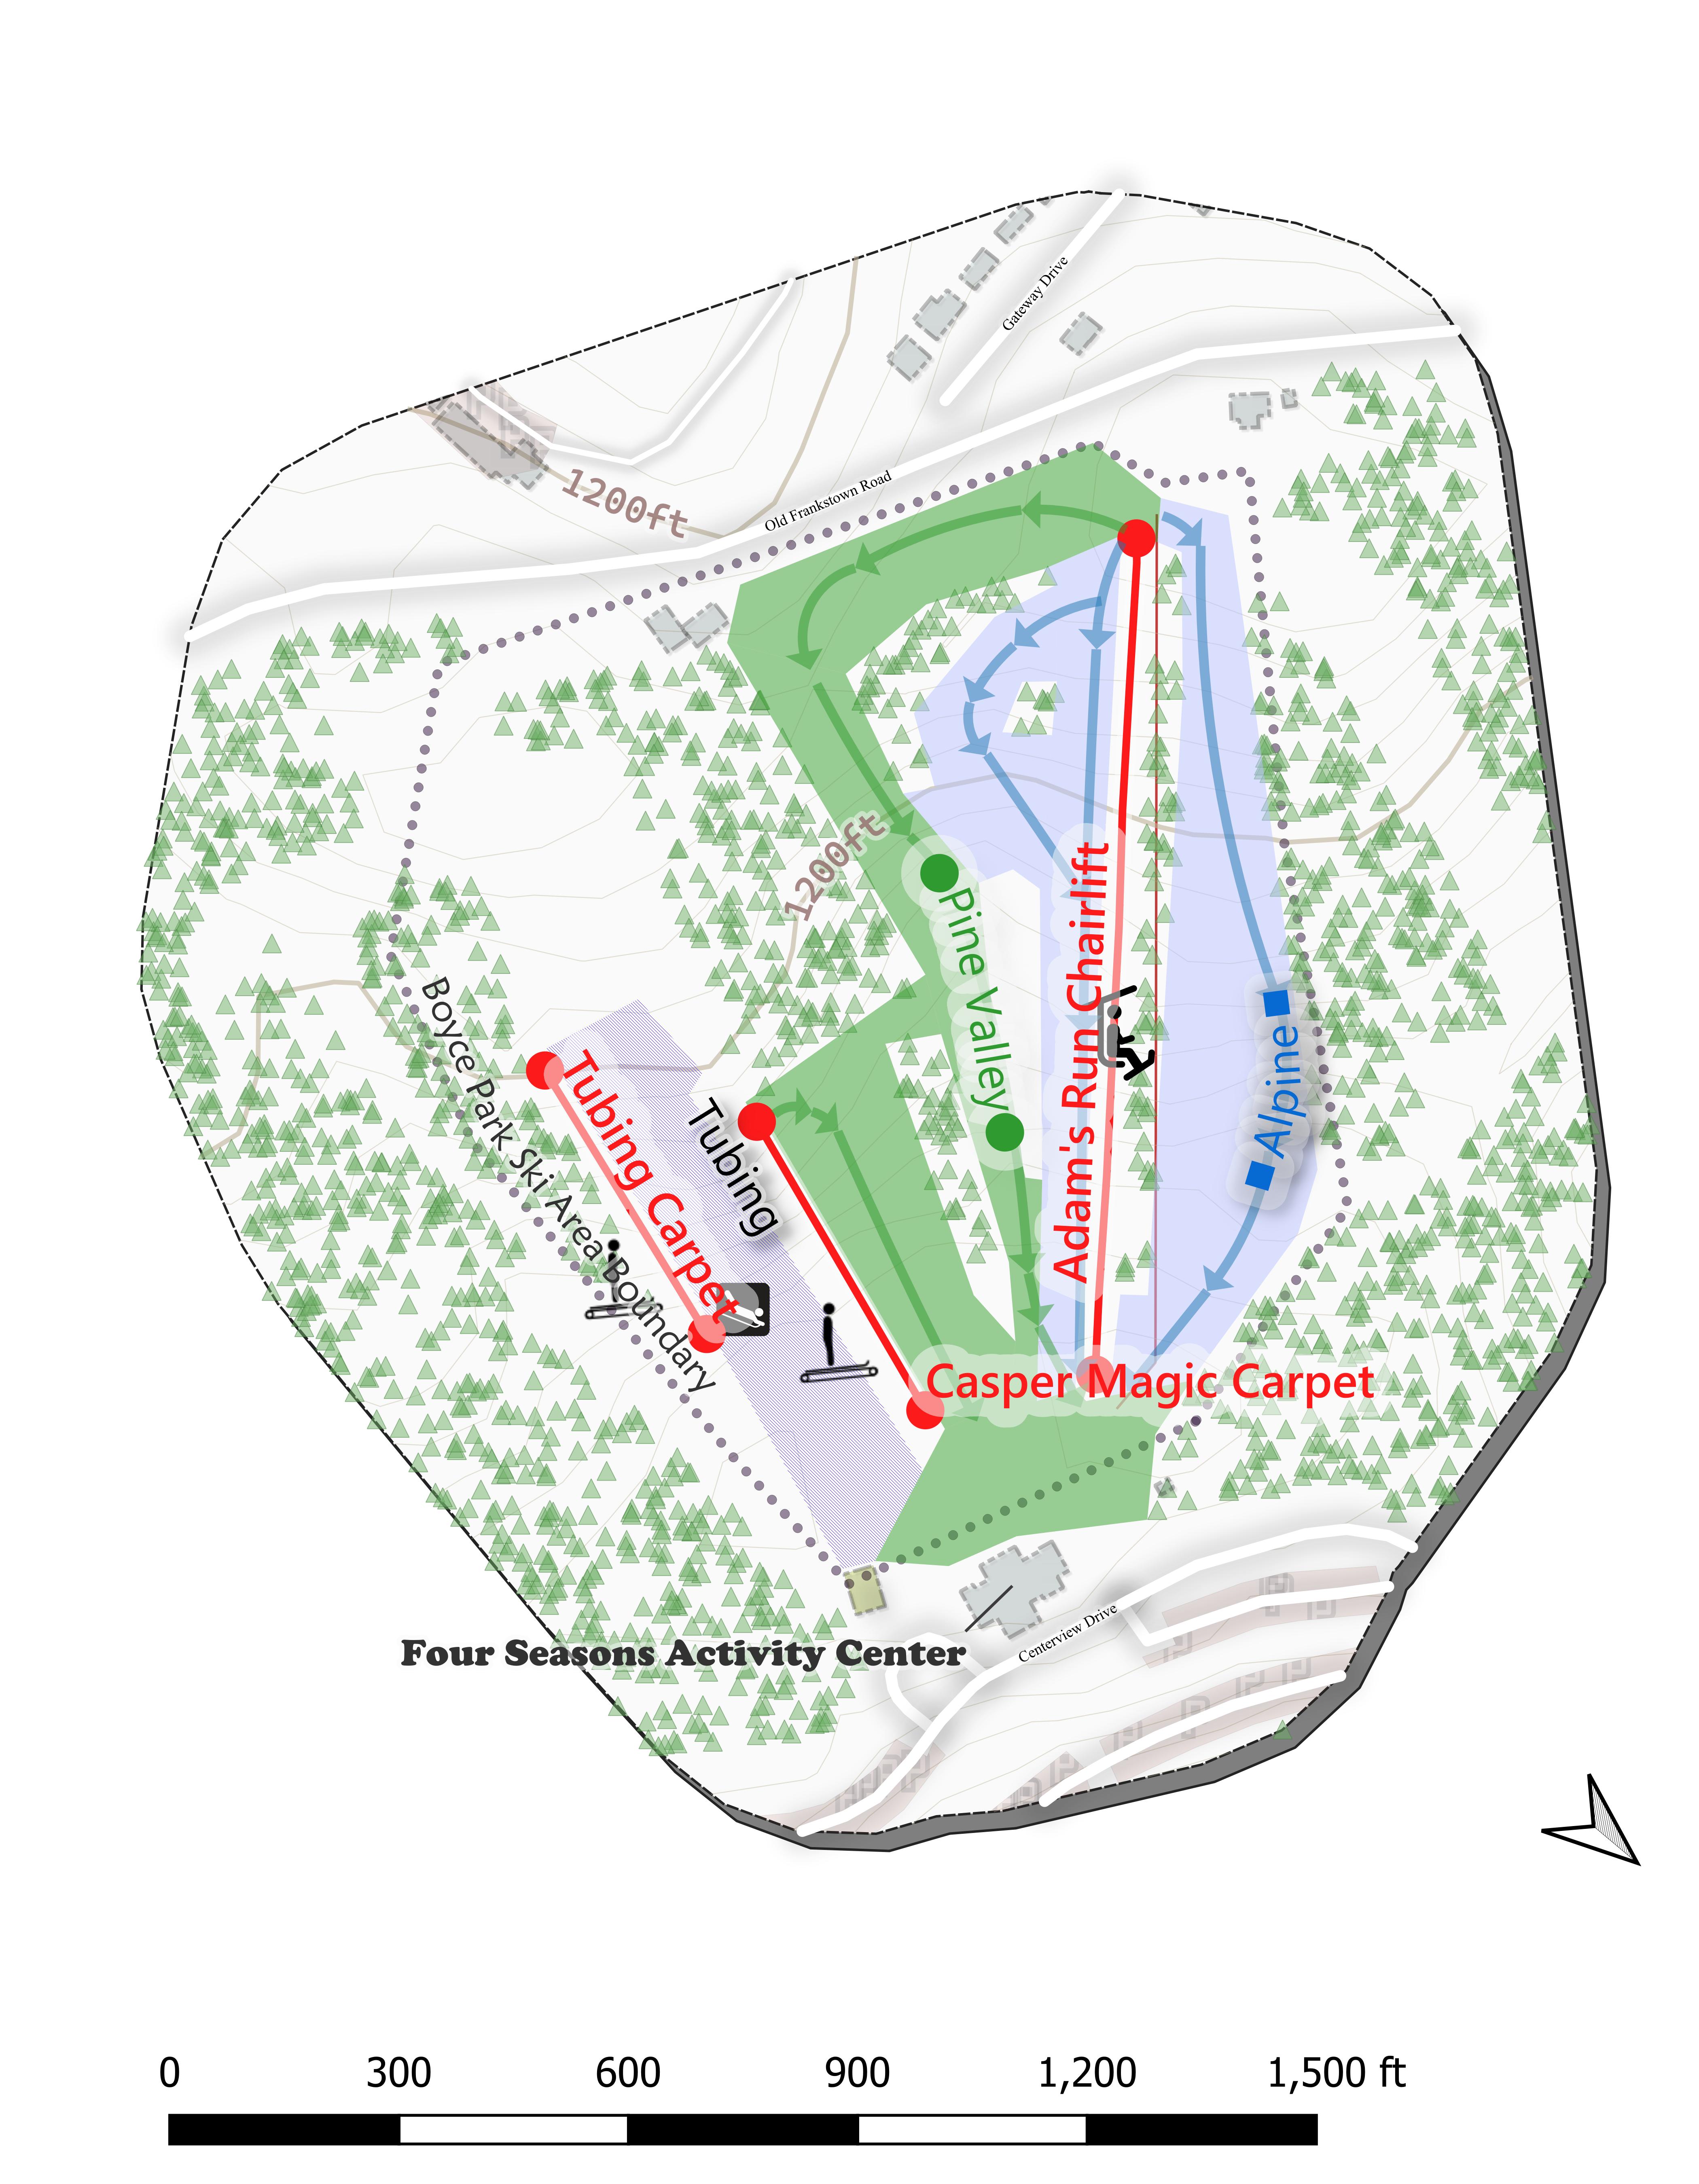 Gateway Drive
1200ft
Old Frankstown Road
1200ft
Pine Valley
Adam's Run Chairlift
Boyce Park Ski Area Boundary
Tubing Carpet
Tubing
Alpine
Casper Magic Carpet
Four Seasons Activity Center
Centerview Drive
0 300 600 900 1,200 1,500 ft